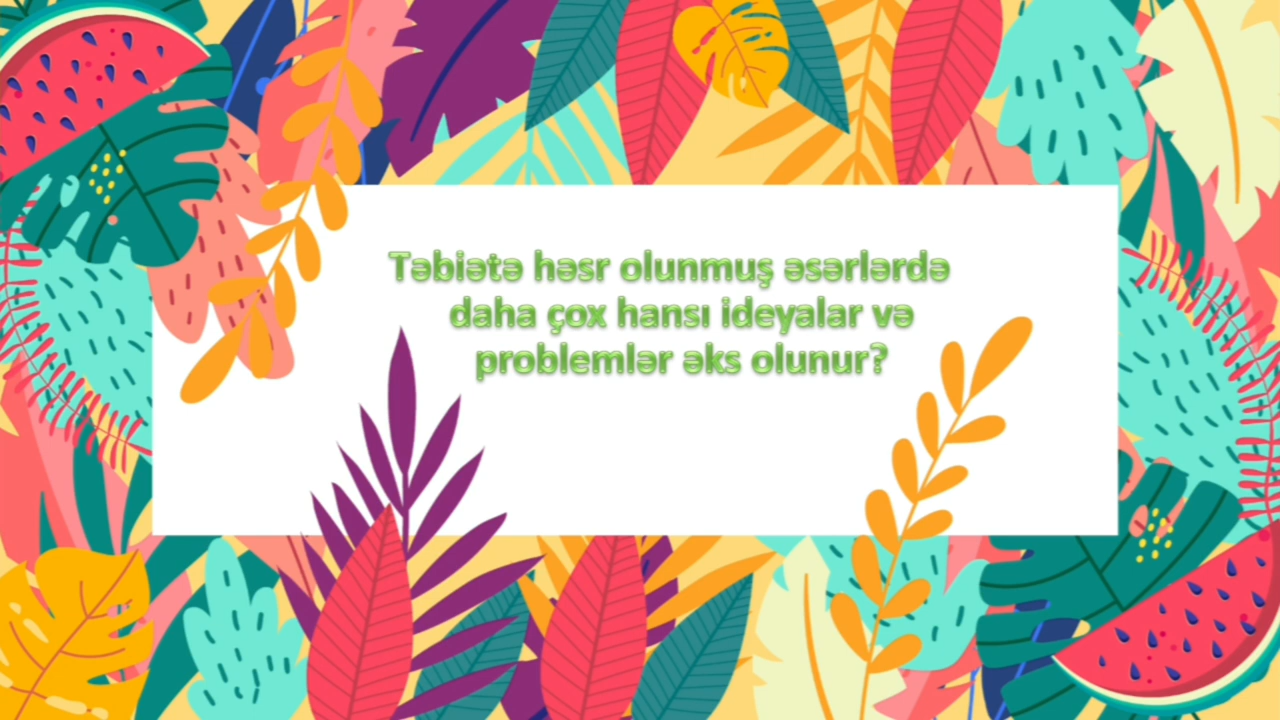 Təbiətə həsr olunmuş əsərlərdə
daha çox hansı ideyalar və
problemlər əks olunur?